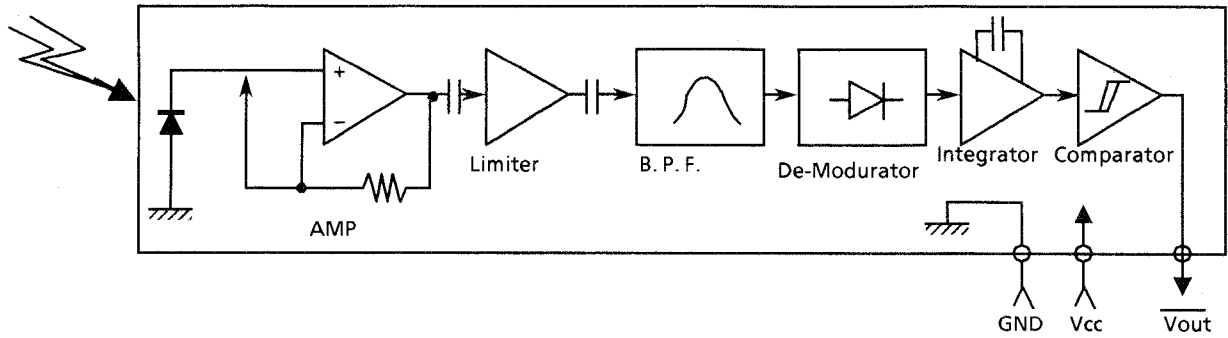 +
−
AMP
Limiter
B. P. F.
De-Modurator
Integrator
Comparator
GND
Vcc
Vout